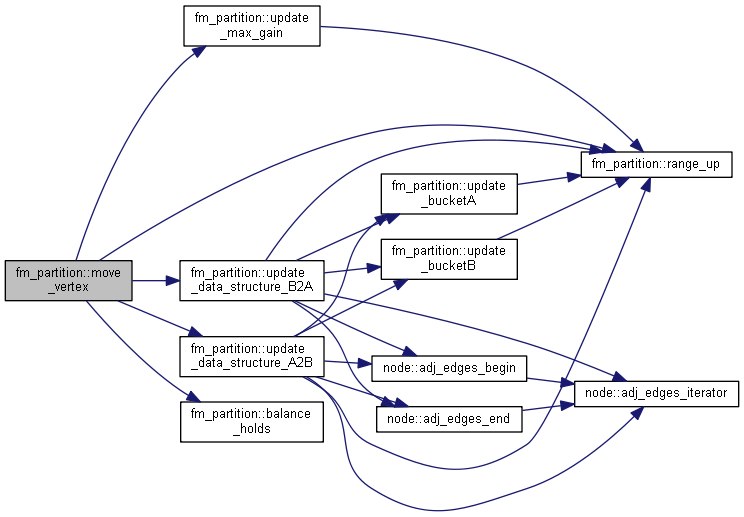 fm_partition::update
_max_gain
fm_partition::range_up
fm_partition::update
_bucketA
fm_partition::update
_bucketB
fm_partition::move
_vertex
fm_partition::update
_data_structure_B2A
fm_partition::update
_data_structure_A2B
node::adj_edges_begin
node::adj_edges_iterator
node::adj_edges_end
fm_partition::balance
_holds